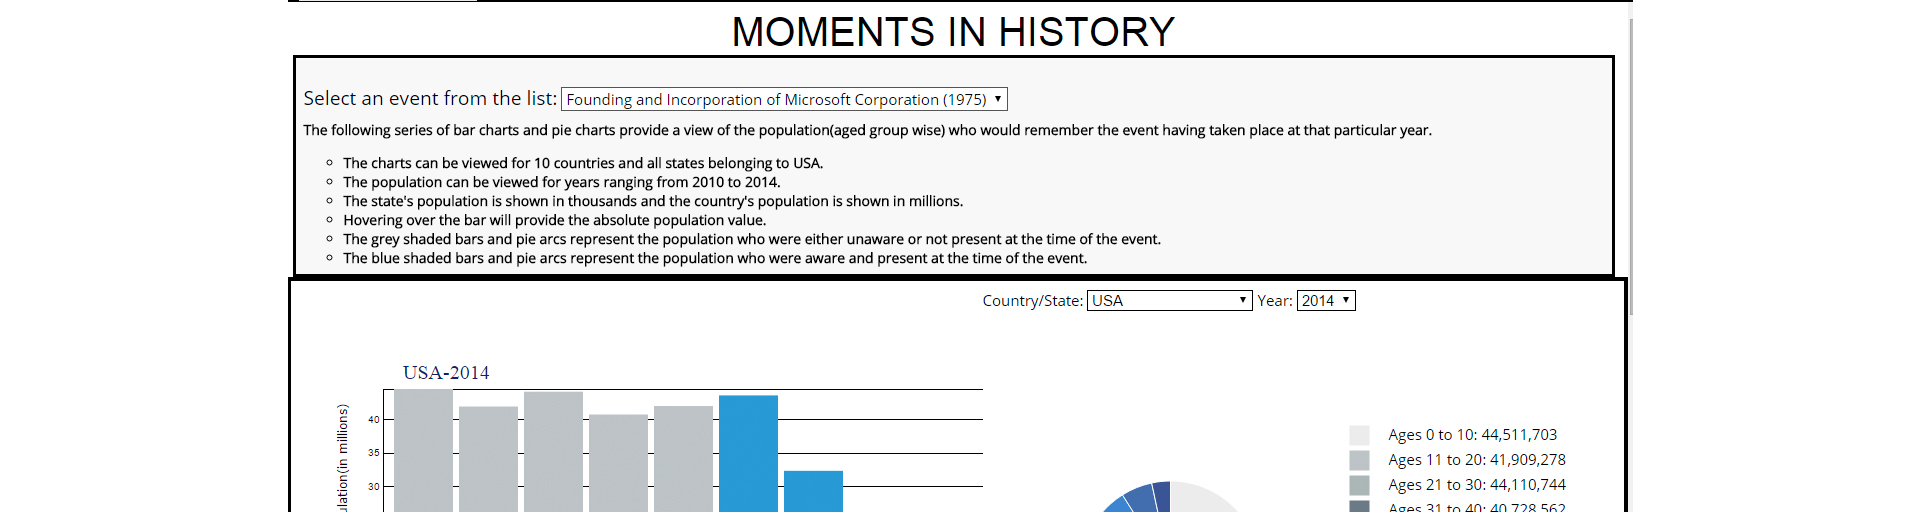 MOMENTS IN HISTORY
Select an event from the list: Founding and Incorporation of Microsoft Corporation (1975)
The following series of bar charts and pie charts provide a view of the population(aged group wise) who would remember the event having taken place at that particular year.
The charts can be viewed for 10 countries and all states belonging to USA.
The population can be viewed for years ranging from 2010 to 2014.
The state's population is shown in thousands and the country's population is shown in millions.
Hovering over the bar will provide the absolute population value.
The grey shaded bars and pie arcs represent the population who were either unaware or not present at the time of the event.
The blue shaded bars and pie arcs represent the population who were aware and present at the time of the event.
Country/State: USA Year: 2014
USA-2014
40
35
30
(in millions)
Ages 0 to 10: 44,511,703
Ages 11 to 20: 41,909,278
Ages 21 to 30: 44,110,744
Ages 31 to 40: 40,728,562